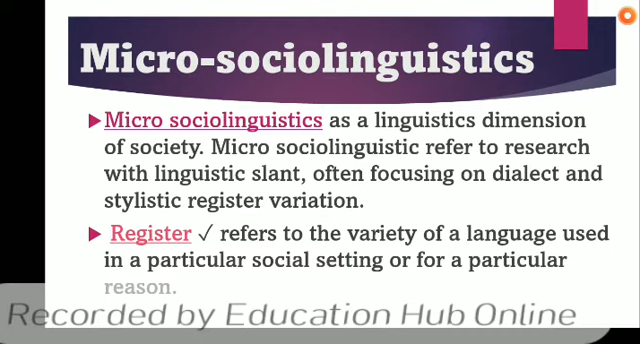 Micro-sociolinguistics
Micro sociolinguistics as a linguistics dimension
of society. Micro sociolinguistic refer to research
with linguistic slant, often focusing on dialect and
stylistic register variation.
Register ✓ refers to the variety of a language used
in a particular social setting or for a particular
reason.
Recorded by Education Hub Online